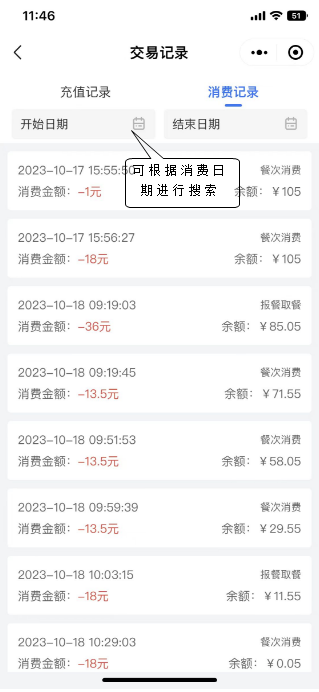 11:46
51
交易记录
充值记录 消费记录
开始日期 结束日期
2023-10-17 15:55:50 餐次消费
可根据消费日
期进行搜索
消费金额：-1元 余额：￥105
2023-10-17 15:56:27 餐次消费
消费金额：-18元 余额：￥105
2023-10-18 09:19:03 报餐取餐
消费金额：-36元 余额：￥85.05
2023-10-18 09:19:45 餐次消费
消费金额：-13.5元 余额：￥71.55
2023-10-18 09:51:53 餐次消费
消费金额：-13.5元 余额：￥58.05
2023-10-18 09:59:39 餐次消费
消费金额：-13.5元 余额：￥29.55
2023-10-18 10:03:15 报餐取餐
消费金额：-18元 余额：￥11.55
2023-10-18 10:29:03 餐次消费
消费金额：-18元 余额：￥0.05